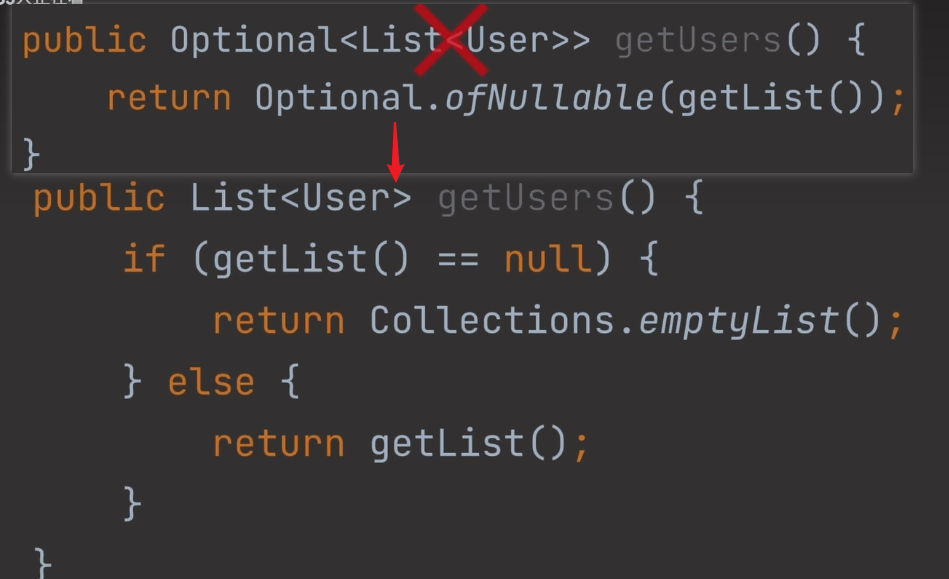 public Optional<List<User>> getUsers() {
return Optional.ofNullable(getList());
}
public List<User> getUsers() {
if (getList() == null) {
return Collections.emptyList();
} else {
return getList();
}
}